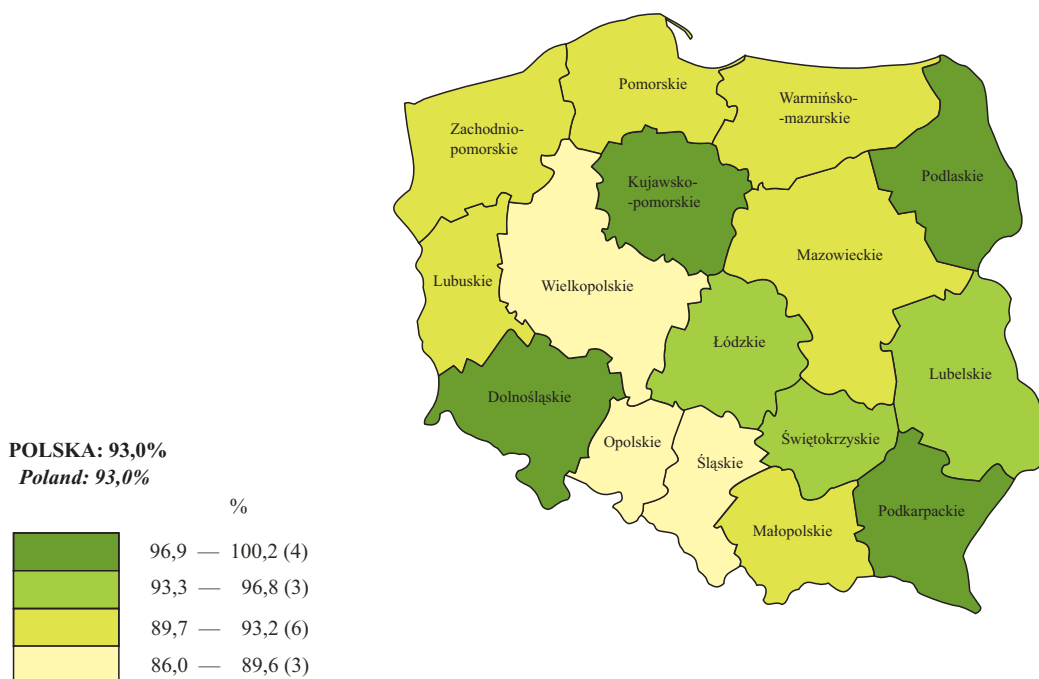 Pomorskie
Warmińsko-
-mazurskie
Zachodnio-
pomorskie
Podlaskie
Kujawsko-
-pomorskie
Mazowieckie
Lubuskie
Wielkopolskie
Łódzkie
Lubelskie
Dolnośląskie
Opolskie
Świętokrzyskie
Śląskie
Podkarpackie
Małopolskie
POLSKA: 93,0%
Poland: 93,0%
%
96,9 — 100,2 (4)
93,3 — 96,8 (3)
89,7 — 93,2 (6)
86,0 — 89,6 (3)